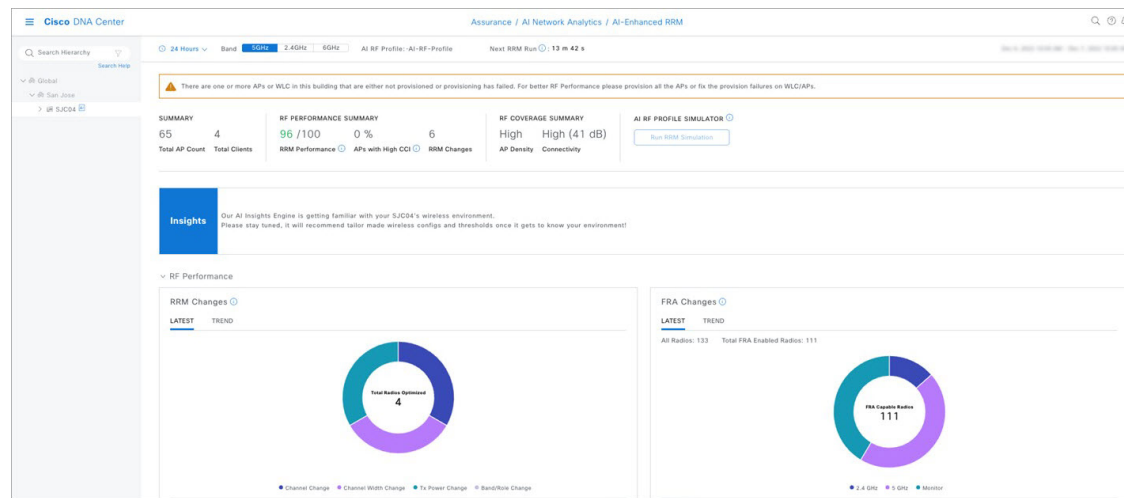 Cisco DNA Center
Assurance / AI Network Analytics / AI-Enhanced RRM
Search Hierarchy
Search Help
Global
San Jose
SJC04
24 Hours
Band 5GHz 2.4GHz 6GHz
AI RF Profile: -AI-RF-Profile
Next RRM Run : 13 m 42 s
There are one or more APs or WLC in this building that are either not provisioned or provisioning has failed. For better RF Performance please provision all the APs or fix the provision failures on WLC/APs.
SUMMARY
65 4
Total AP Count Total Clients
RF PERFORMANCE SUMMARY
96 /100 0 % 6
RRM Performance APs with High CCI RRM Changes
RF COVERAGE SUMMARY
High High (41 dB)
AP Density Connectivity
AI RF PROFILE SIMULATOR
Run RRM Simulation
Insights
Our AI Insights Engine is getting familiar with your SJC04's wireless environment.
Please stay tuned, it will recommend tailor made wireless configs and thresholds once it gets to know your environment!
RF Performance
RRM Changes
LATEST TREND
Total Radios Optimized
4
Channel Change Channel Width Change Tx Power Change Band/Role Change
FRA Changes
LATEST TREND
All Radios: 133 Total FRA Enabled Radios: 111
FRA Capable Radios
111
2.4 GHz 5 GHz Monitor